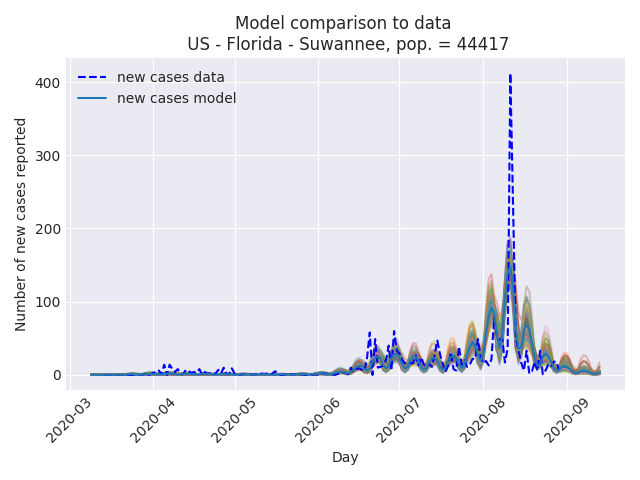 Model comparison to data
US - Florida - Suwannee, pop. = 44417
new cases data
new cases model
Number of new cases reported
400
300
200
100
0
2020-03
2020-04
2020-05
2020-06
2020-07
2020-08
2020-09
Day